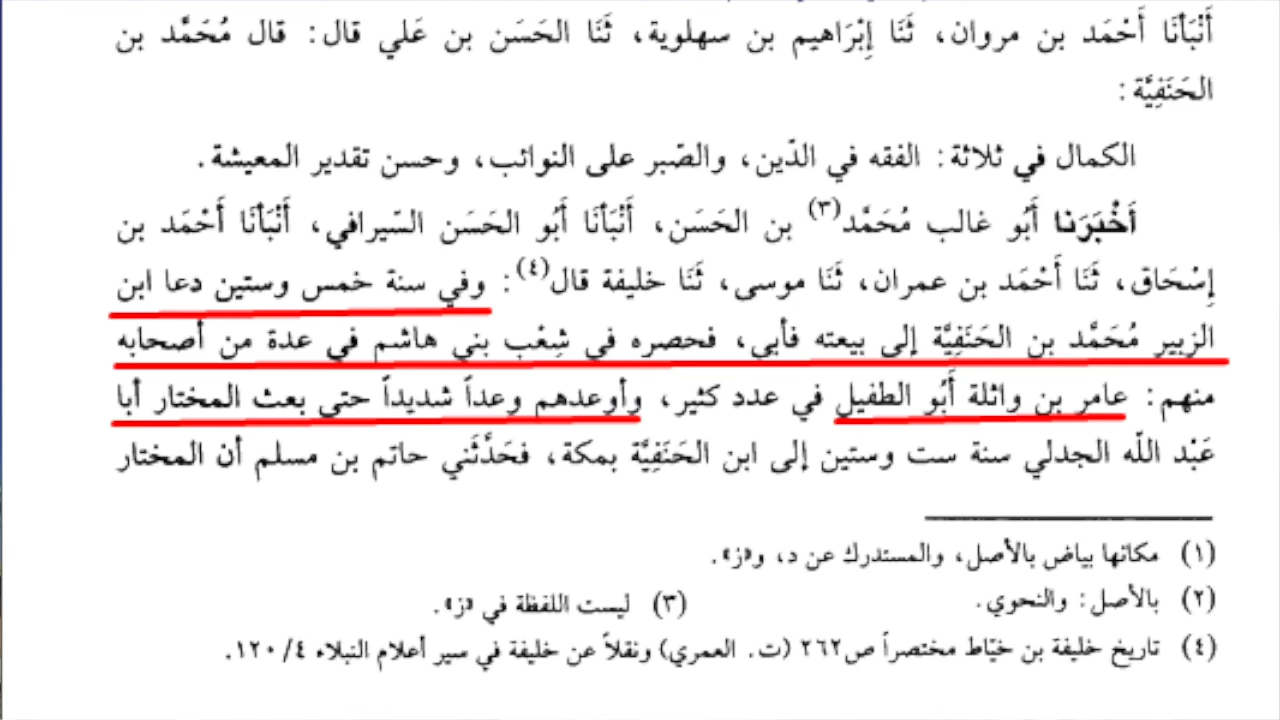 أَنْبَأنَا أَحْمَد بن مروان، ثَنَا إِبْرَاهيم بن سهلوية، ثَنَا الحَسَن بن عَلي قال: قال مُحَمَّد بن
الحَنَفِيَّة:
الكمال في ثلاثة: الفقه في الدّين، والصّبر على النوائب، وحسن تقدير المعيشة.
أَخْبَرَنا أَبُو غالب مُحَمَّد(٣) بن الحَسَن، أَنْبَأنَا أَبُو الحَسَن السّيرافي، أَنْبَأنَا أَحْمَد بن
إِسْحَاق، ثَنَا أَحْمَد بن عمران، ثَنَا موسى، ثَنَا خليفة قال(٤): وفي سنة خمس وستين دعا ابن
الزبير مُحَمَّد بن الحَنَفِيَّة إلى بيعته فأبى، فحصره في شِعْب بني هاشم في عدة من أصحابه
منهم: عامر بن واثلة أَبُو الطفيل في عدد كثير، وأوعدهم وعداً شديداً حتى بعث المختار أبا
عَبْد اللّه الجدلي سنة ست وستين إلى ابن الحَنَفِيَّة بمكة، فحَدَّثَني حاتم بن مسلم أن المختار
(١) مكانها بياض بالأصل، والمستدرك عن د، و«ز».
(٢) بالأصل: والنحوي. (٣) ليست اللفظة في «ز».
(٤) تاريخ خليفة بن خيّاط مختصراً ص٢٦٢ (ت. العمري) ونقلاً عن خليفة في سير أعلام النبلاء ٤/ ١٢٠.